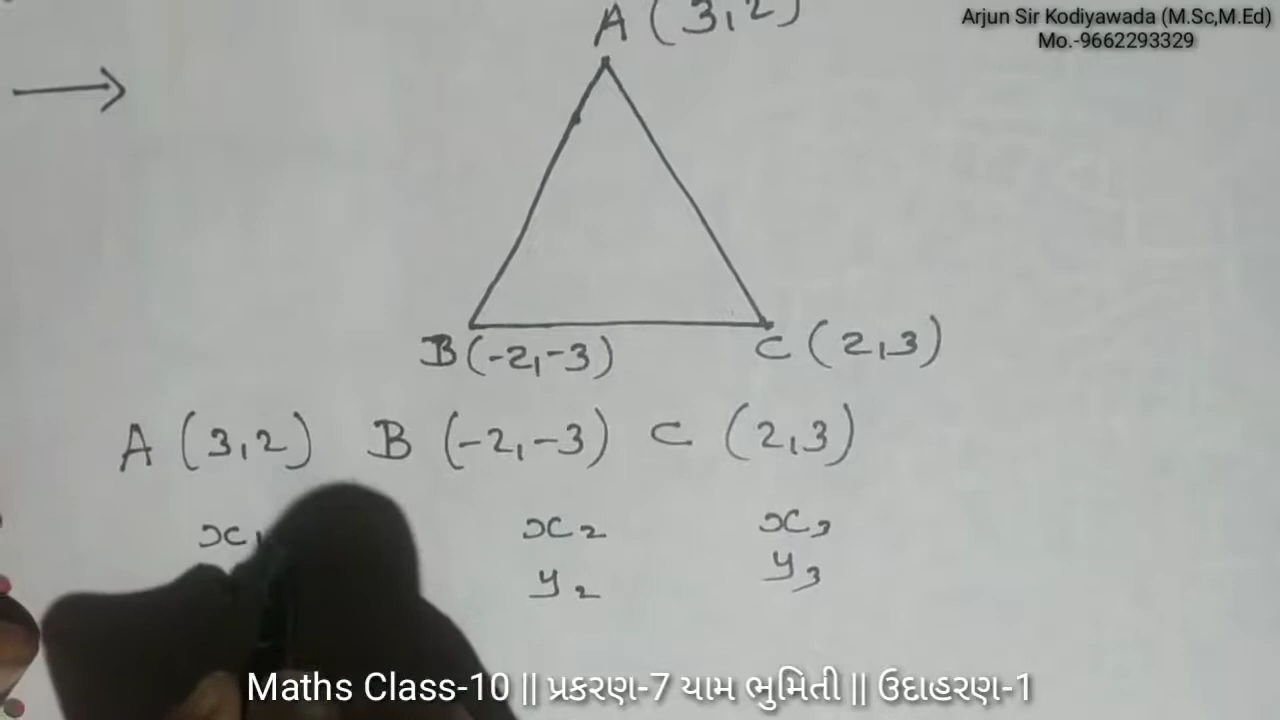 A (3,2)
Arjun Sir Kodiyawada (M.Sc,M.Ed)
Mo.-9662293329
B(-2,-3)
C (2,3)
A (3,2) B (-2,-3) C (2,3)
x1 x2 x3
y2 y3
Maths Class-10 || પ્રકરણ-7 યામ ભુમિતી || ઉદાહરણ-1